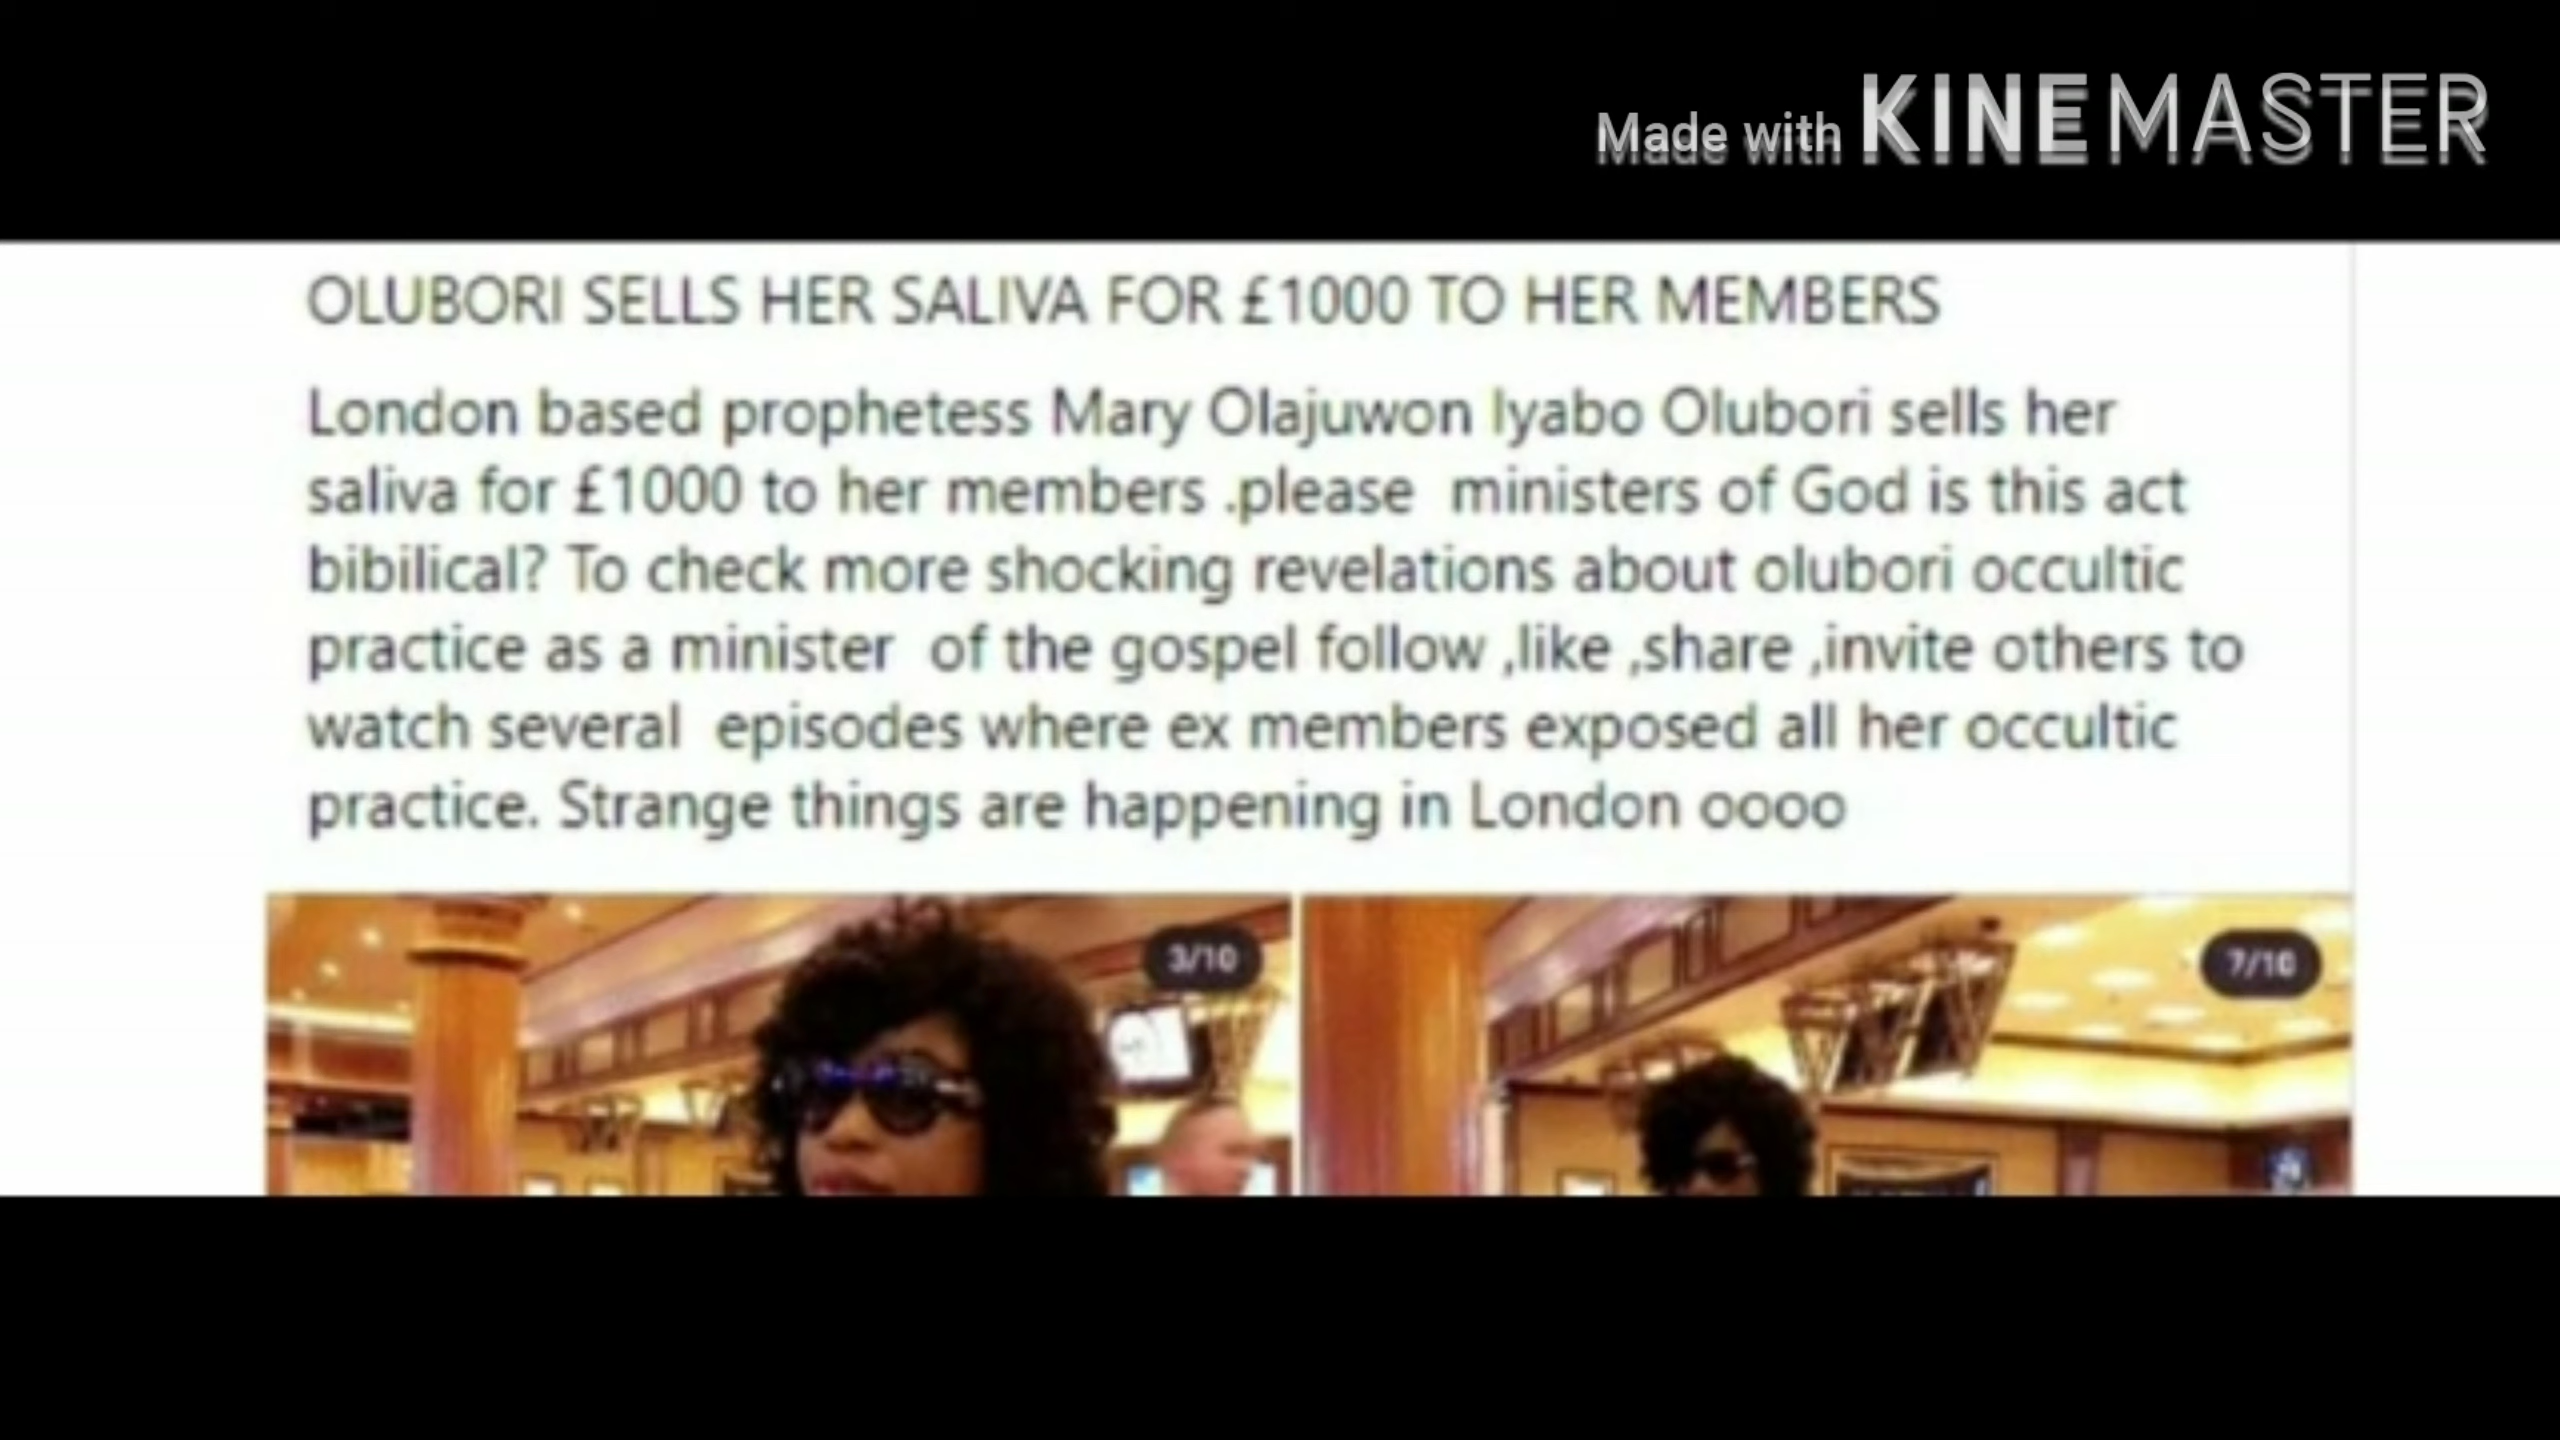 Made with KINEMASTER
OLUBORI SELLS HER SALIVA FOR £1000 TO HER MEMBERS
London based prophetess Mary Olajuwon Iyabo Olubori sells her
saliva for £1000 to her members .please  ministers of God is this act
bibilical? To check more shocking revelations about olubori occultic
practice as a minister  of the gospel follow ,like ,share ,invite others to
watch several  episodes where ex members exposed all her occultic
practice. Strange things are happening in London oooo
3/10
7/10